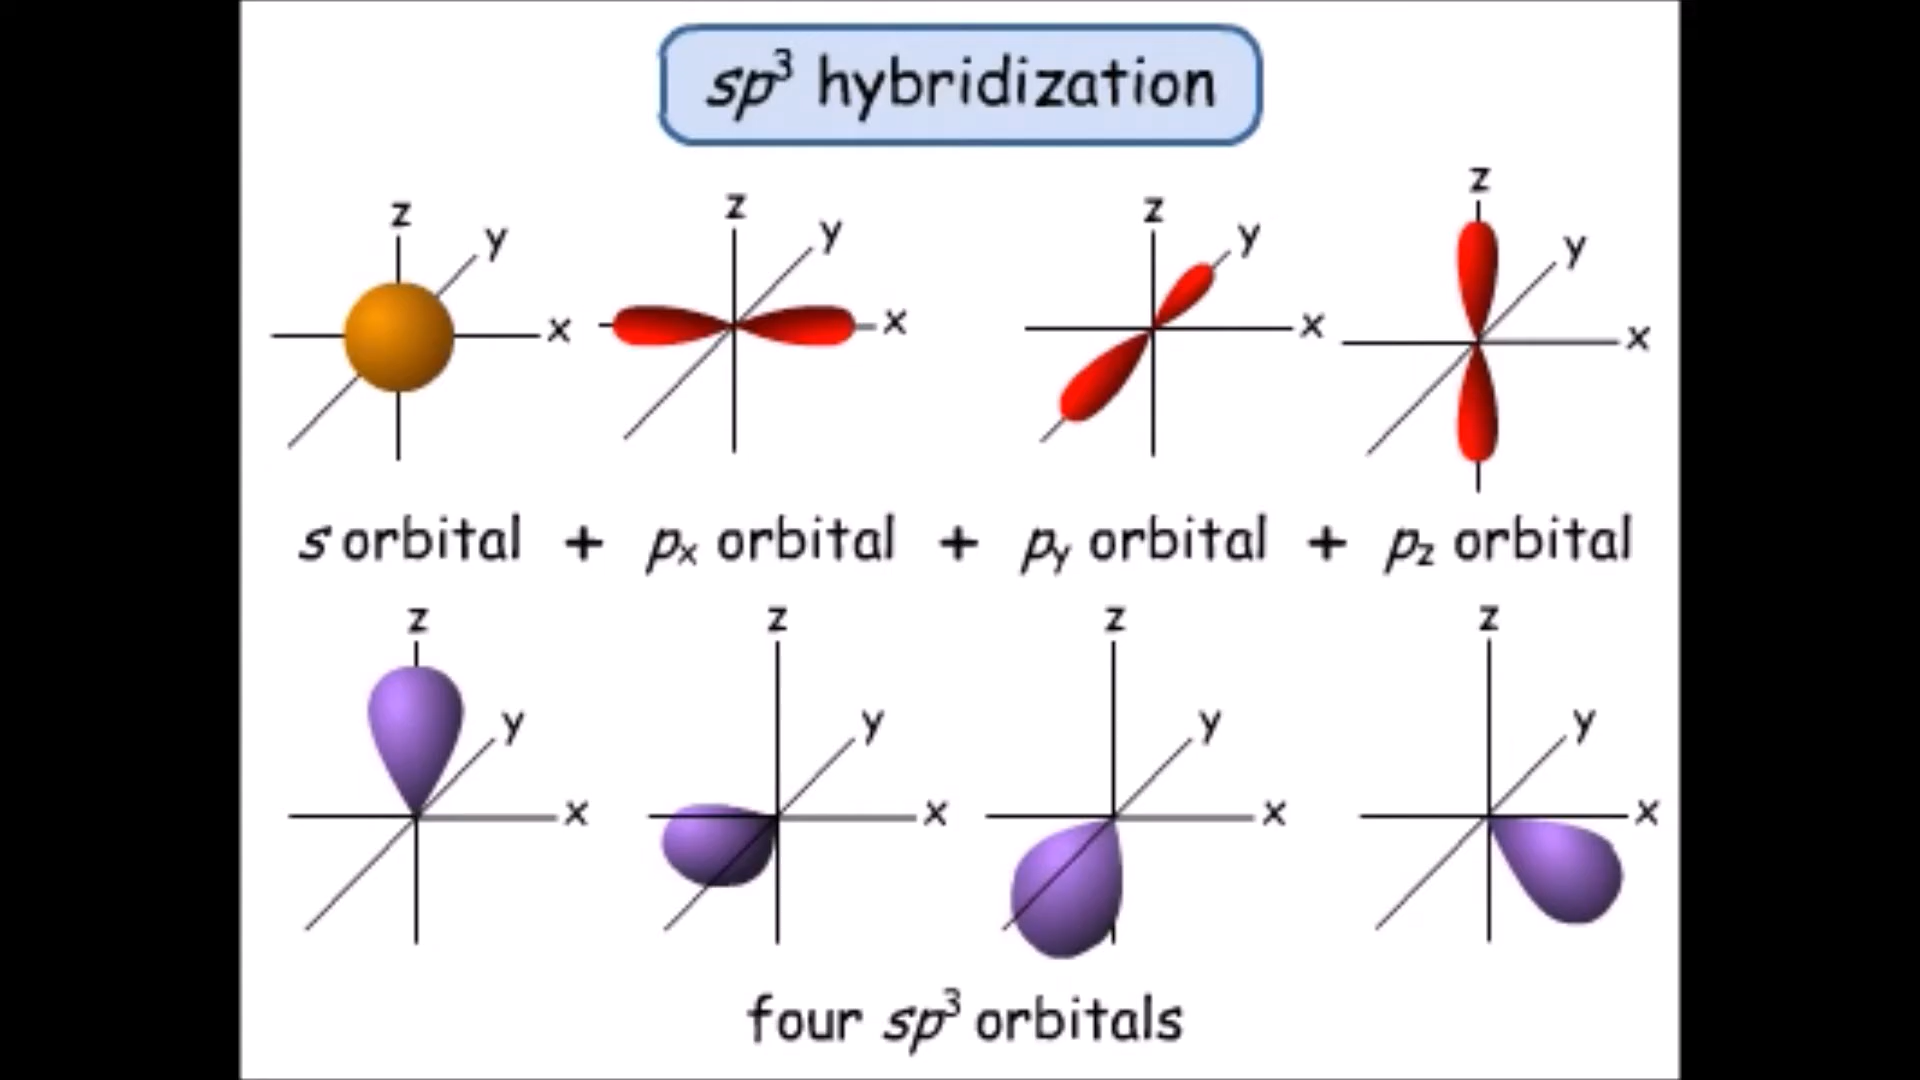 sp³ hybridization
z y x
z y x
z y x
z y x
s orbital + pₓ orbital + py orbital + pz orbital
z y x
z y x
z y x
z y x
four sp³ orbitals